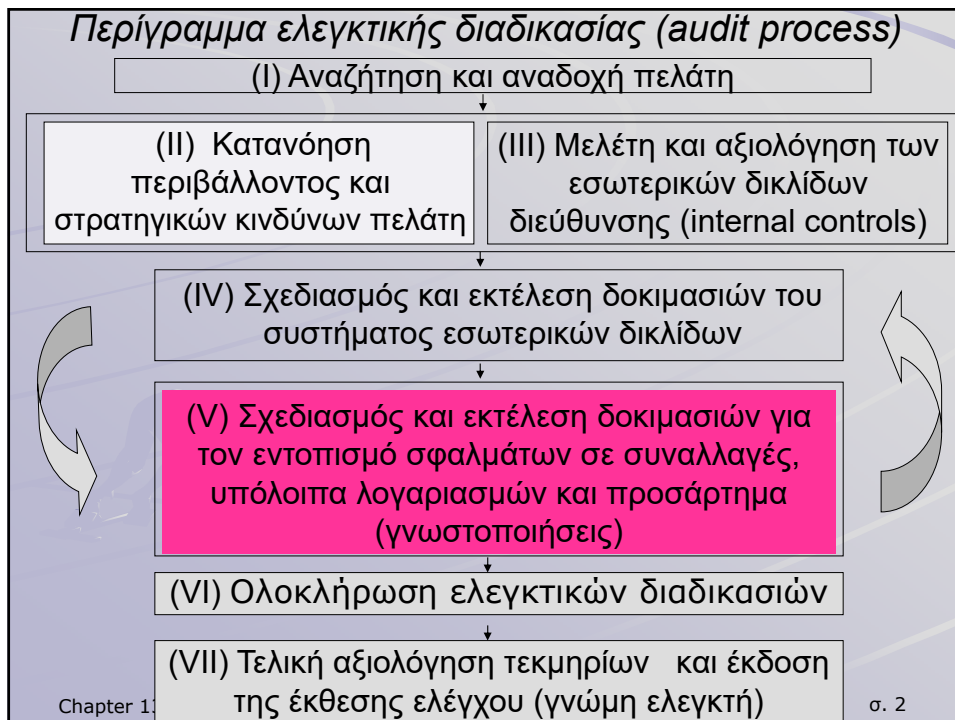 Περίγραμμα ελεγκτικής διαδικασίας (audit process)
(I) Αναζήτηση και αναδοχή πελάτη
(II) Κατανόηση
περιβάλλοντος και
στρατηγικών κινδύνων πελάτη
(III) Μελέτη και αξιολόγηση των
εσωτερικών δικλίδων
διεύθυνσης (internal controls)
(IV) Σχεδιασμός και εκτέλεση δοκιμασιών του
συστήματος εσωτερικών δικλίδων
(V) Σχεδιασμός και εκτέλεση δοκιμασιών για
τον εντοπισμό σφαλμάτων σε συναλλαγές,
υπόλοιπα λογαριασμών και προσάρτημα
(γνωστοποιήσεις)
(VI) Ολοκλήρωση ελεγκτικών διαδικασιών
(VII) Τελική αξιολόγηση τεκμηρίων και έκδοση
της έκθεσης ελέγχου (γνώμη ελεγκτή)
Chapter
σ. 2